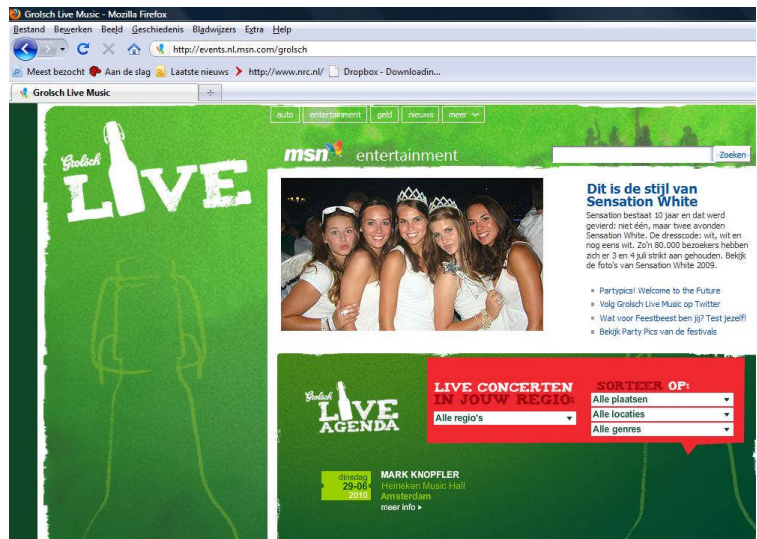 Grolsch Live Music - Mozilla Firefox
Bestand Bewerken Beeld Geschiedenis Bladwijzers Extra Help
http://events.nl.msn.com/grolsch
Meest bezocht Aan de slag Laatste nieuws http://www.nrc.nl/ Dropbox - Downloadin...
Grolsch Live Music
auto entertainment geld nieuws meer
Grolsch
LIVE
msn entertainment
Zoeken
Dit is de stijl van
Sensation White
Sensation bestaat 10 jaar en dat werd
gevierd: niet één, maar twee avonden
Sensation White. De dresscode: wit, wit en
nog eens wit. Zo'n 80.000 bezoekers hebben
zich er 3 en 4 juli strikt aan gehouden. Bekijk
de foto's van Sensation White 2009.
Partypics! Welcome to the Future
Volg Grolsch Live Music op Twitter
Wat voor Feestbeest ben jij? Test jezelf!
Bekijk Party Pics van de festivals
Grolsch
LIVE
AGENDA
LIVE CONCERTEN
IN JOUW REGIO:
Alle regio's
SORTEER OP:
Alle plaatsen
Alle locaties
Alle genres
dinsdag
29-06
2010
MARK KNOPFLER
Heineken Music Hall
Amsterdam
meer info